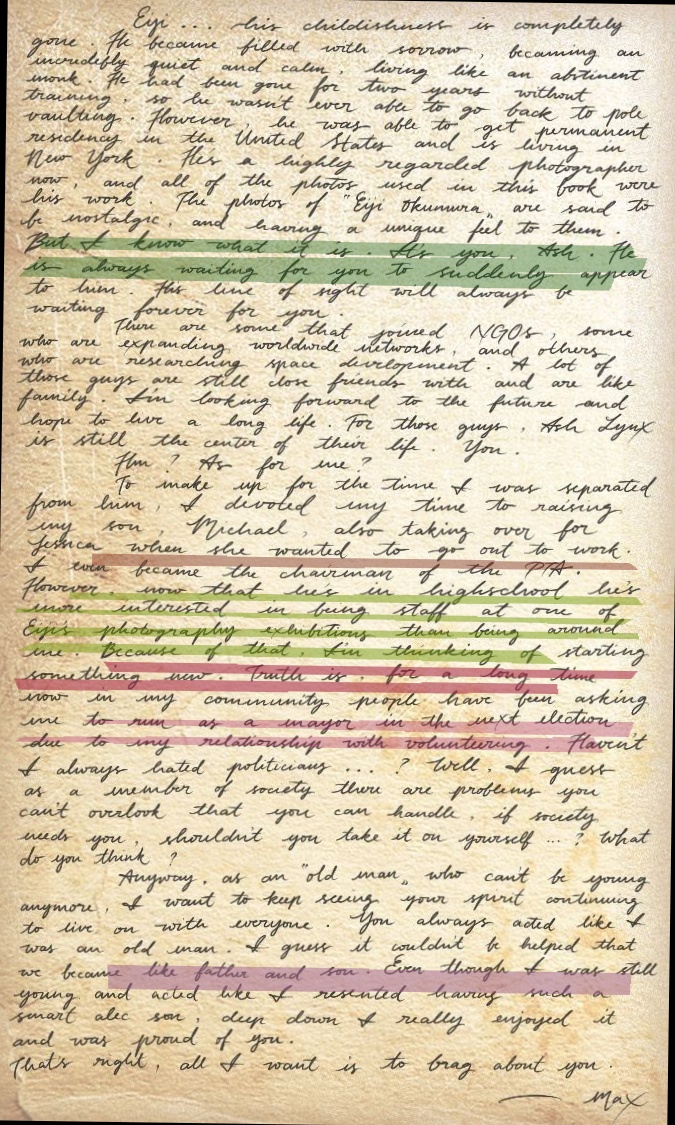 Eiji .... his childishness is completely
gone. He became filled with sorrow, becoming an
incredebly quiet and calm, living like an abstinent
monk. He had been gone for two years without
training, so he wasn't ever able to go back to pole
vaulting. However, he was able to get permanent
residency in the United States and is living in
New York. He's a highly regarded photographer
now, and all of the photos used in this book were
his work. The photos of "Eiji Okumura" are said to
be nostalgic, and having a unique feel to them.
But I know what it is. It's you, Ash. He
is always waiting for you to suddenly appear
to him. His line of sight will always be
waiting forever for you.
There are some that joined NGOs, some
who are expanding worldwide networks, and others
who are researching space development. A lot of
those guys are still close friends with and are like
family. I'm looking forward to the future and
hope to live a long life. For those guys, Ash Lynx
is still the center of their life. You.
Hm? As for me?
To make up for the time I was separated
from him, I devoted my time to raising
my son Michael, also taking over for
Jessica when she wanted to go out to work.
I even became the chairman of the PTA.
However, now that he's in highschool he's
more interested in being staff at one of
Eiji's photography exhibitions than being around
me. Because of that, I'm thinking of starting
something new. Truth is, for a long time
now in my community people have been asking
me to run as a mayor in the next election
due to my relationship with volunteering. Haven't
I always hated politicians ...? Well, I guess
as a member of society there are problems you
can't overlook that you can handle, if society
needs you, shouldn't you take it on yourself ...? What
do you think?
Anyway, as an "old man" who can't be young
anymore, I want to keep seeing your spirit continuing
to live on with everyone. You always acted like I
was an old man. I guess it couldn't be helped that
we became like father and son. Even though I was still
young and acted like I resented having such a
smart alec son, deep down I really enjoyed it
and was proud of you.
That's right, all I want is to brag about you.
— Max